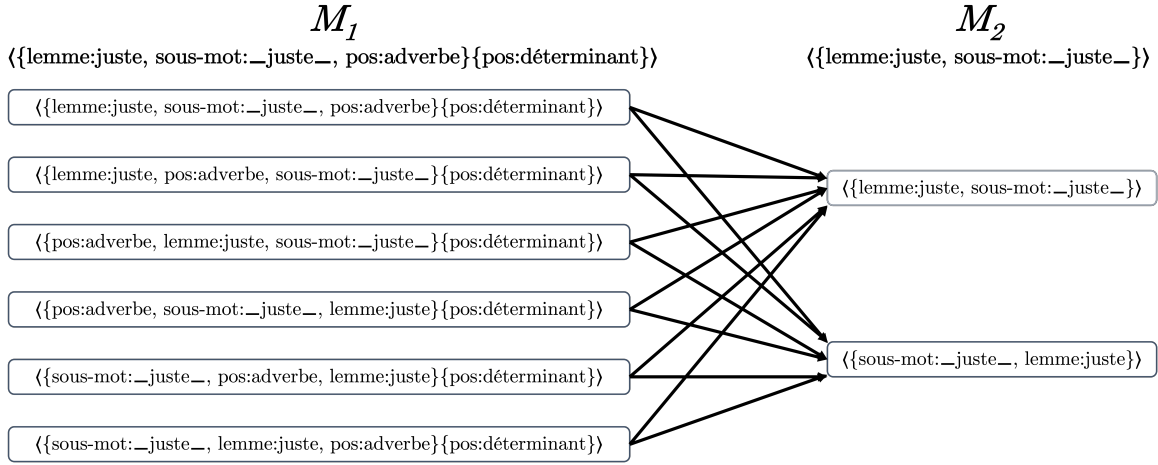 M1
⟨{lemme:juste, sous-mot:_juste_, pos:adverbe}{pos:déterminant}⟩
⟨{lemme:juste, sous-mot:_juste_, pos:adverbe}{pos:déterminant}⟩
⟨{lemme:juste, pos:adverbe, sous-mot:_juste_}{pos:déterminant}⟩
⟨{pos:adverbe, lemme:juste, sous-mot:_juste_}{pos:déterminant}⟩
⟨{pos:adverbe, sous-mot:_juste_, lemme:juste}{pos:déterminant}⟩
⟨{sous-mot:_juste_, pos:adverbe, lemme:juste}{pos:déterminant}⟩
⟨{sous-mot:_juste_, lemme:juste, pos:adverbe}{pos:déterminant}⟩
M2
⟨{lemme:juste, sous-mot:_juste_}⟩
⟨{lemme:juste, sous-mot:_juste_}⟩
⟨{sous-mot:_juste_, lemme:juste}⟩